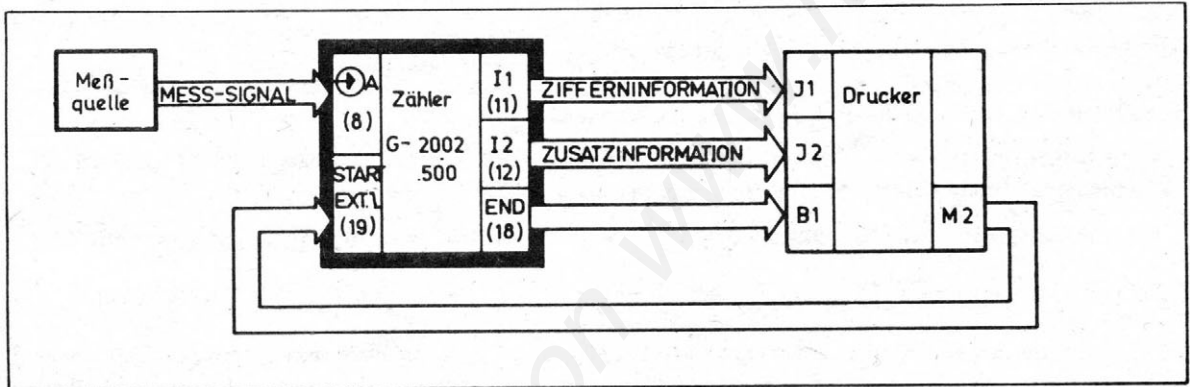 Meß-
quelle
MESS-SIGNAL
A
(8)
START
EXT.1
(19)
Zähler
G-2002
.500
I1
(11)
I2
(12)
END
(18)
ZIFFERNINFORMATION
ZUSATZINFORMATION
J1
J2
B1
Drucker
M2